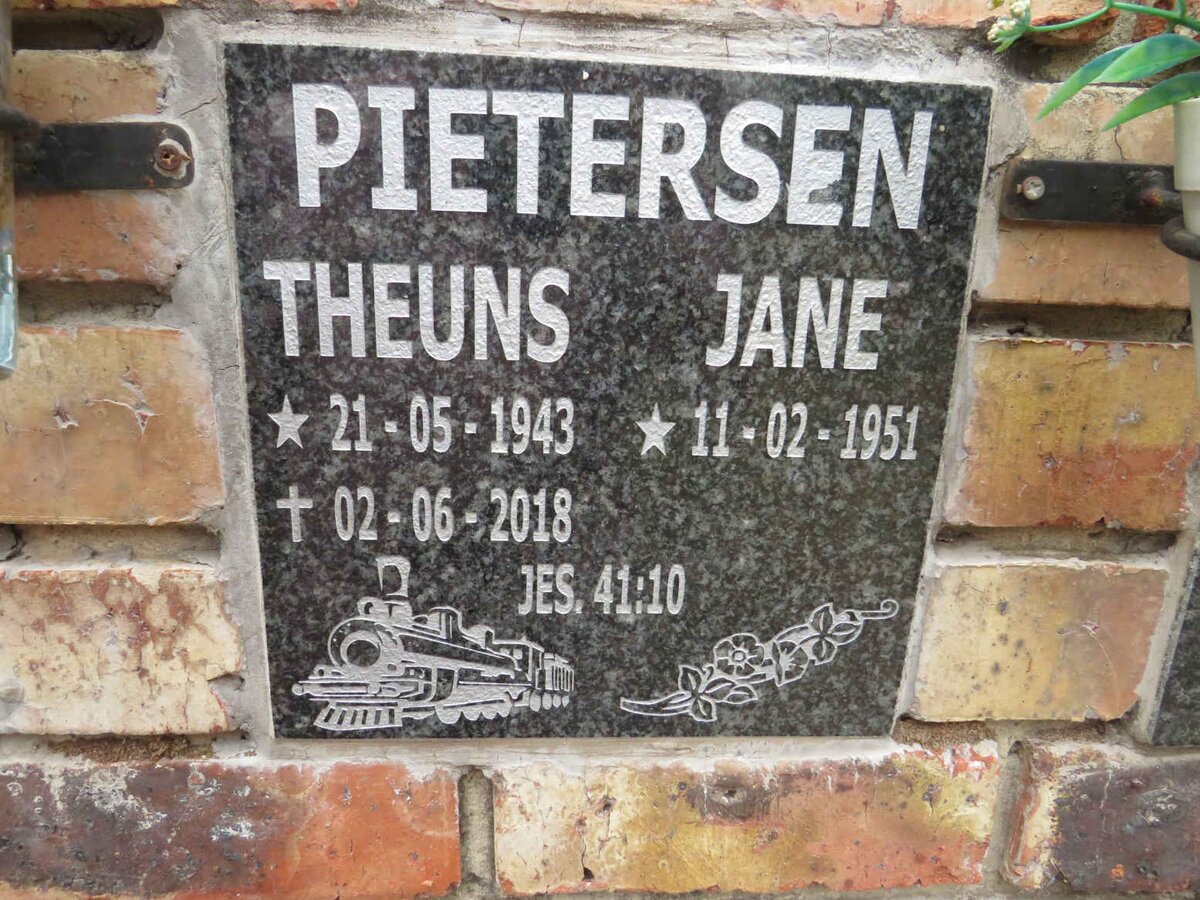 PIETERSEN
THEUNS JANE
★ 21-05-1943 ★ 11-02-1951
✝ 02-06-2018
JES. 41:10